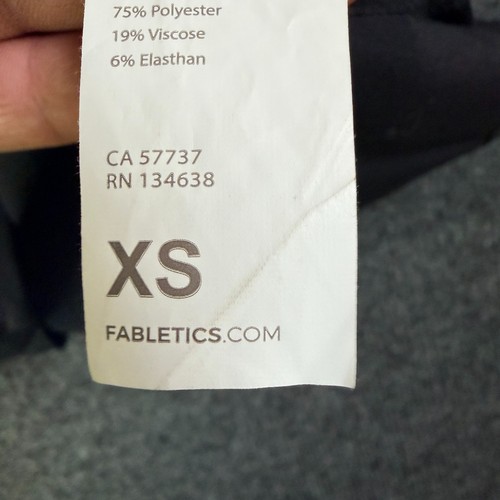 75% Polyester
19% Viscose
6% Elasthan
CA 57737
RN 134638
XS
FABLETICS.COM